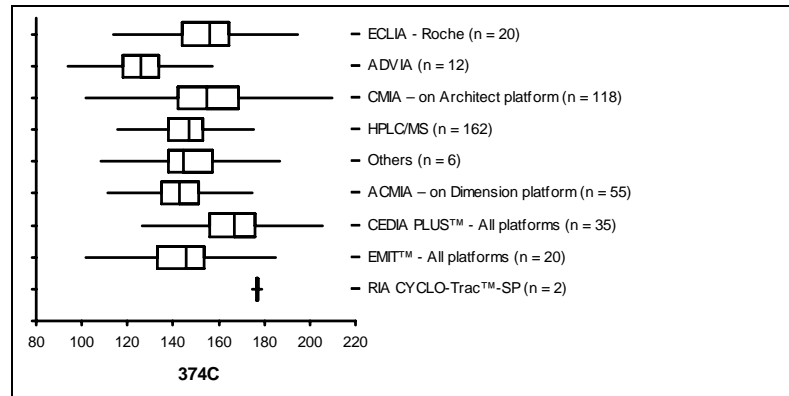 ECLIA - Roche (n = 20)
ADVIA (n = 12)
CMIA – on Architect platform (n = 118)
HPLC/MS (n = 162)
Others (n = 6)
ACMIA – on Dimension platform (n = 55)
CEDIA PLUS™ - All platforms (n = 35)
EMIT™ - All platforms (n = 20)
RIA CYCLO-Trac™-SP (n = 2)
80 100 120 140 160 180 200 220
374C